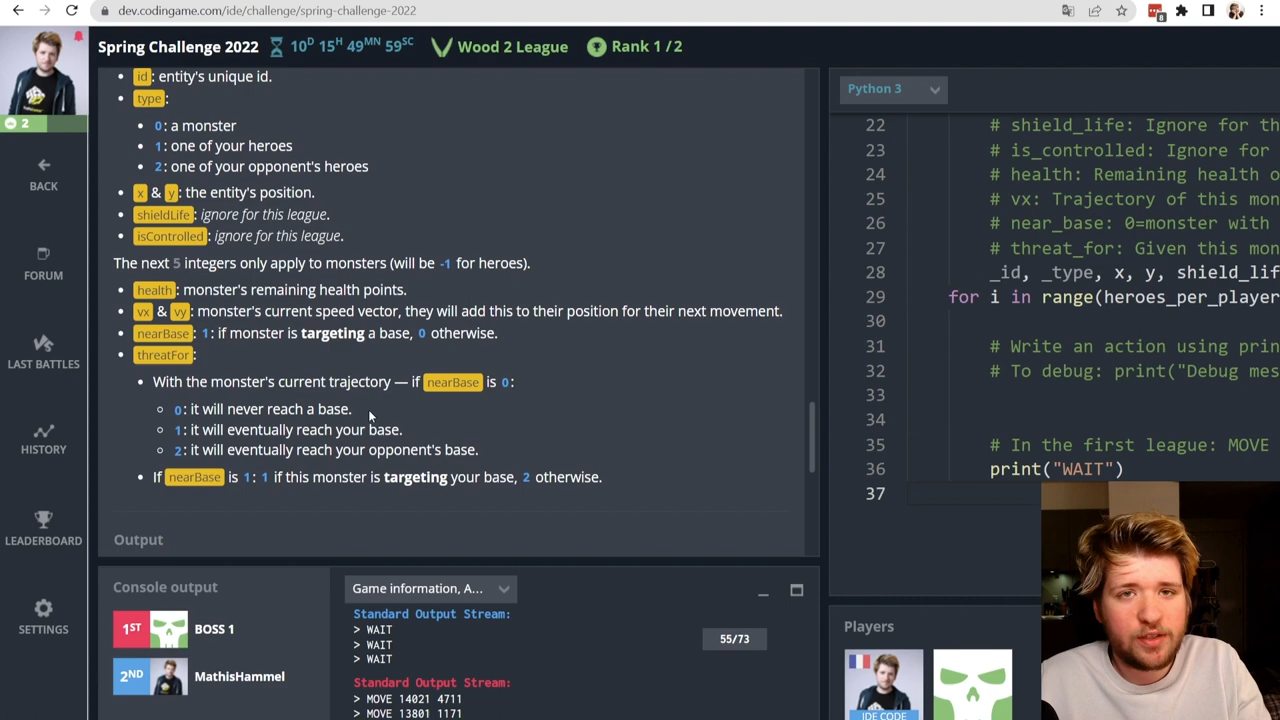 dev.codingame.com/ide/challenge/spring-challenge-2022
8
Spring Challenge 2022
10D 15H 49MN 59SC
Wood 2 League
Rank 1 / 2
2
BACK
FORUM
LAST BATTLES
HISTORY
LEADERBOARD
SETTINGS
id: entity's unique id.
type:
0: a monster
1: one of your heroes
2: one of your opponent's heroes
x & y: the entity's position.
shieldLife: ignore for this league.
isControlled: ignore for this league.
The next 5 integers only apply to monsters (will be -1 for heroes).
health: monster's remaining health points.
vx & vy: monster's current speed vector, they will add this to their position for their next movement.
nearBase: 1: if monster is targeting a base, 0 otherwise.
threatFor:
With the monster's current trajectory — if nearBase is 0:
0: it will never reach a base.
1: it will eventually reach your base.
2: it will eventually reach your opponent's base.
If nearBase is 1: 1 if this monster is targeting your base, 2 otherwise.
Output
Console output
1ST BOSS 1
2ND MathisHammel
Game information, A...
Standard Output Stream:
> WAIT
> WAIT
> WAIT
Standard Output Stream:
> MOVE 14021 4711
> MOVE 13801 1171
55/73
Python 3
22 # shield_life: Ignore for th
23 # is_controlled: Ignore for
24 # health: Remaining health o
25 # vx: Trajectory of this mon
26 # near_base: 0=monster with
27 # threat_for: Given this mon
28 _id, _type, x, y, shield_lif
29 for i in range(heroes_per_player
30
31 # Write an action using prin
32 # To debug: print("Debug mes
33
34
35 # In the first league: MOVE
36 print("WAIT")
37
Players
IDE CODE